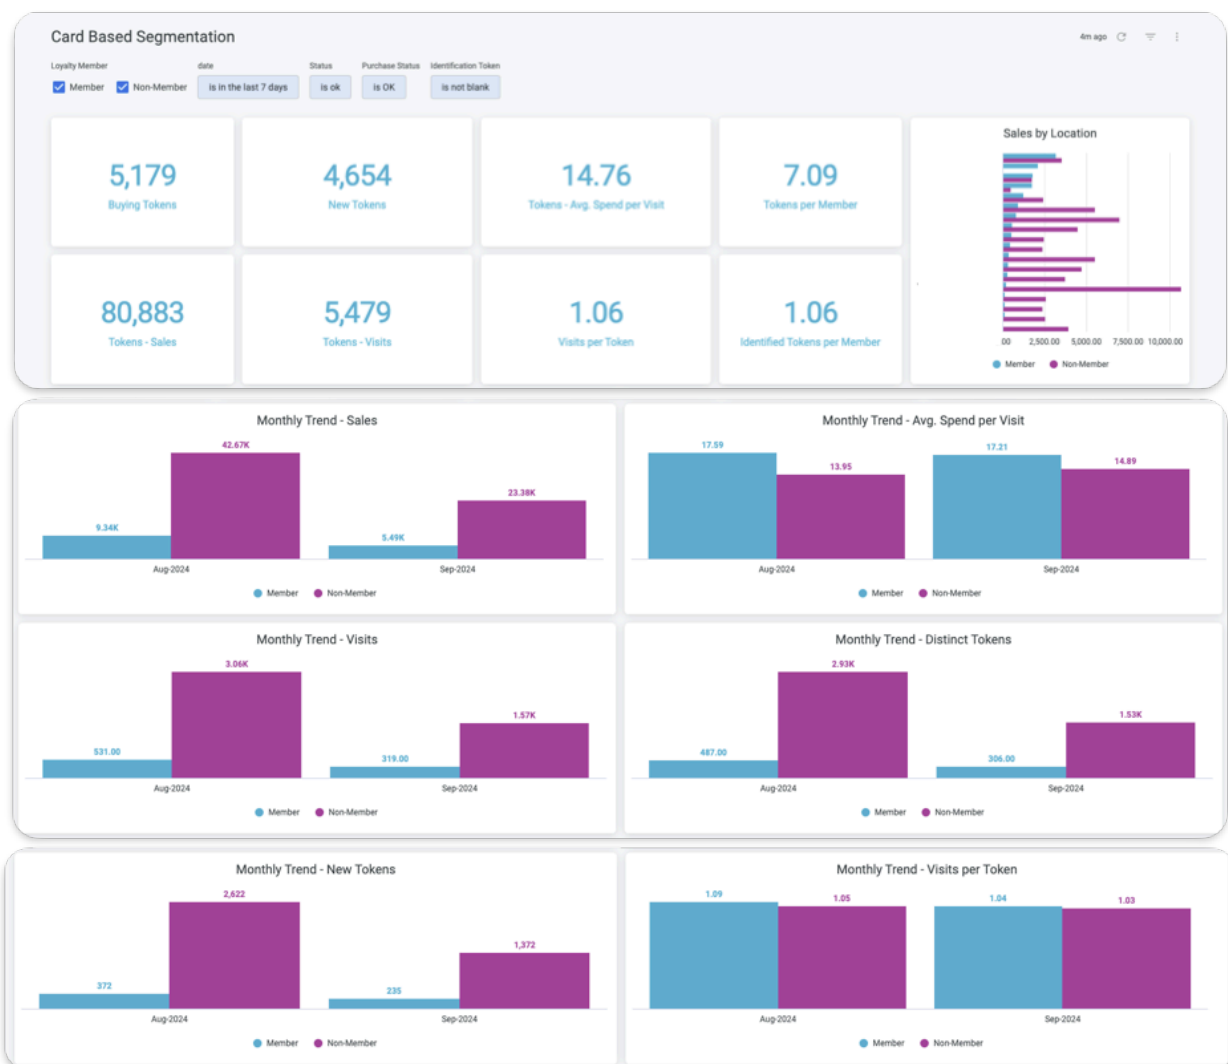 Card Based Segmentation
4m ago
Loyalty Member date Status Purchase Status Identification Token
Member Non-Member is in the last 7 days is ok is OK is not blank
5,179
Buying Tokens
4,654
New Tokens
14.76
Tokens - Avg. Spend per Visit
7.09
Tokens per Member
80,883
Tokens - Sales
5,479
Tokens - Visits
1.06
Visits per Token
1.06
Identified Tokens per Member
Sales by Location
00 2,500.00 5,000.00 7,500.00 10,000.00
Member Non-Member
Monthly Trend - Sales
42.67K
23.38K
9.34K
5.49K
Aug-2024 Sep-2024
Member Non-Member
Monthly Trend - Avg. Spend per Visit
17.59
17.21
14.89
13.95
Aug-2024 Sep-2024
Member Non-Member
Monthly Trend - Visits
3.06K
1.57K
531.00
319.00
Aug-2024 Sep-2024
Member Non-Member
Monthly Trend - Distinct Tokens
2.93K
1.53K
487.00
306.00
Aug-2024 Sep-2024
Member Non-Member
Monthly Trend - New Tokens
2,622
1,372
372
235
Aug-2024 Sep-2024
Member Non-Member
Monthly Trend - Visits per Token
1.09
1.05
1.04
1.03
Aug-2024 Sep-2024
Member Non-Member